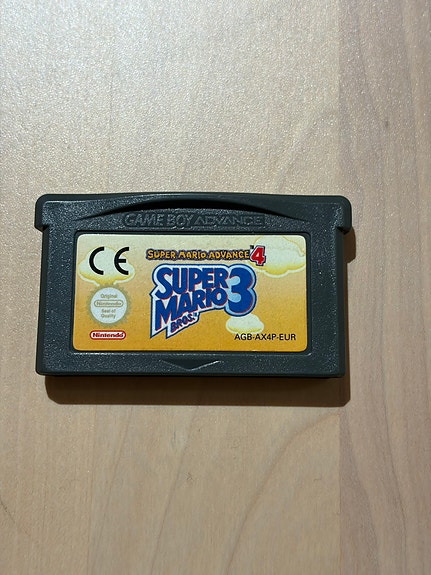 GAME BOY ADVANCE
CE
SUPER MARIO ADVANCE 4
SUPER
MARIO 3
BROS.
Original
Nintendo
Seal of
Quality
Nintendo
AGB-AX4P-EUR